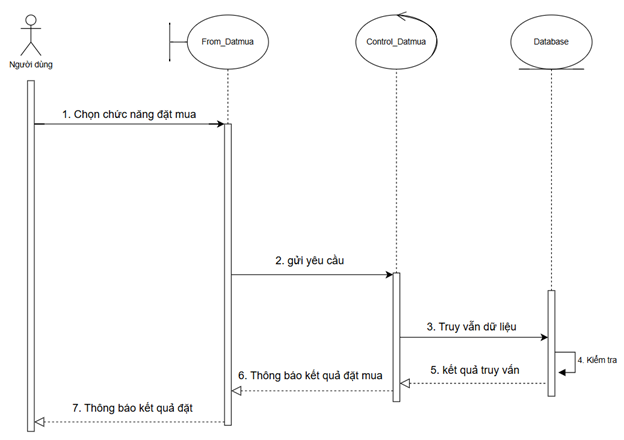 From_Datmua
Control_Datmua
Database
Người dùng
1. Chọn chức năng đặt mua
2. gửi yêu cầu
3. Truy vẫn dữ liệu
4. Kiểm tra
5. kết quả truy vấn
6. Thông báo kết quả đặt mua
7. Thông báo kết quả đặt